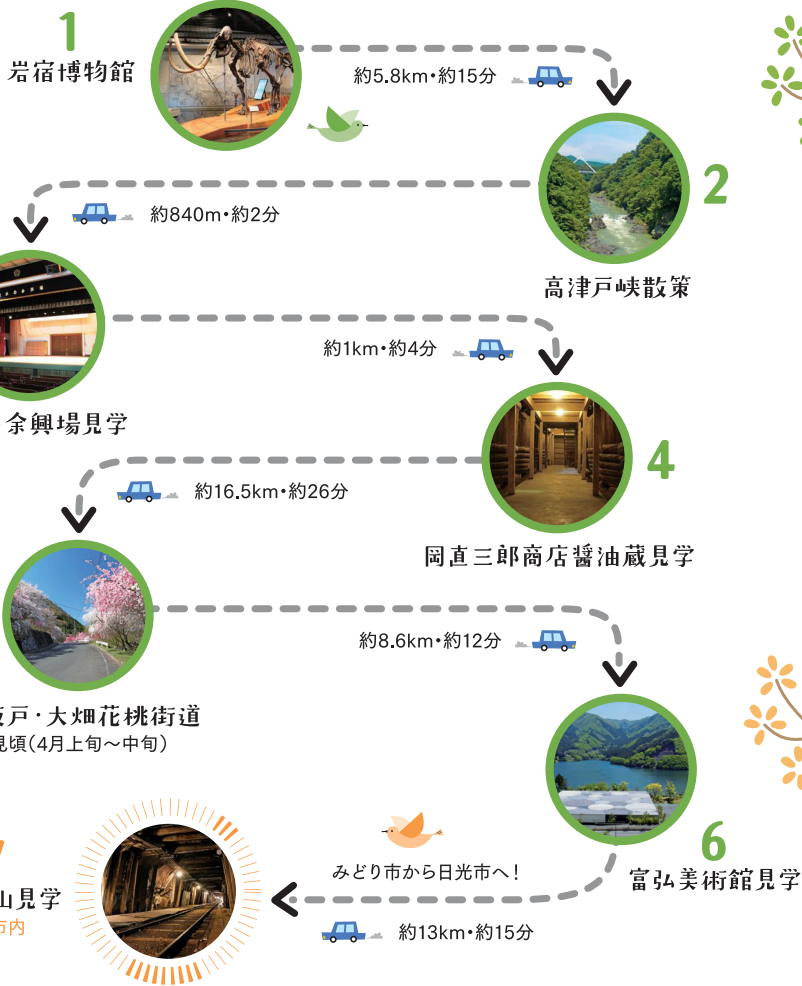 1
岩宿博物館
約5.8km・約15分
2
高津戸峡散策
約840m・約2分
余興場見学
約1km・約4分
4
岡直三郎商店醤油蔵見学
約16.5km・約26分
戸・大畑花桃街道
見頃(4月上旬〜中旬)
約8.6km・約12分
6
富弘美術館見学
みどり市から日光市へ!
約13km・約15分
山見学
市内